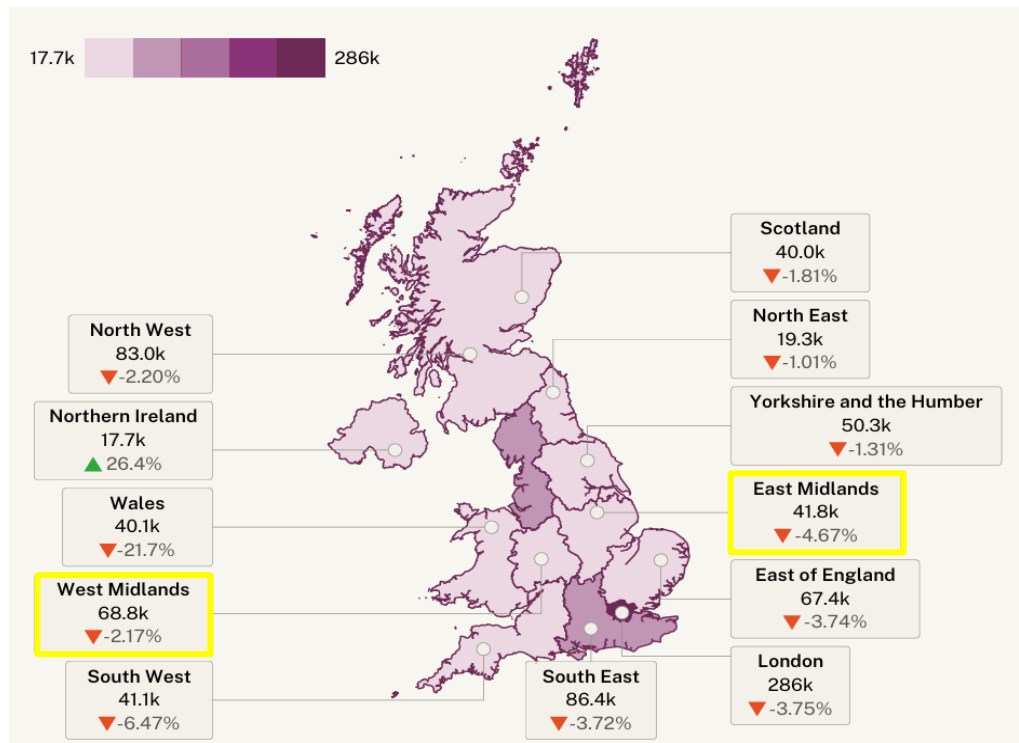 17.7k
286k
Scotland
40.0k
-1.81%
North East
19.3k
-1.01%
North West
83.0k
-2.20%
Yorkshire and the Humber
50.3k
-1.31%
Northern Ireland
17.7k
26.4%
East Midlands
41.8k
-4.67%
Wales
40.1k
-21.7%
East of England
67.4k
-3.74%
West Midlands
68.8k
-2.17%
London
286k
-3.75%
South West
41.1k
-6.47%
South East
86.4k
-3.72%